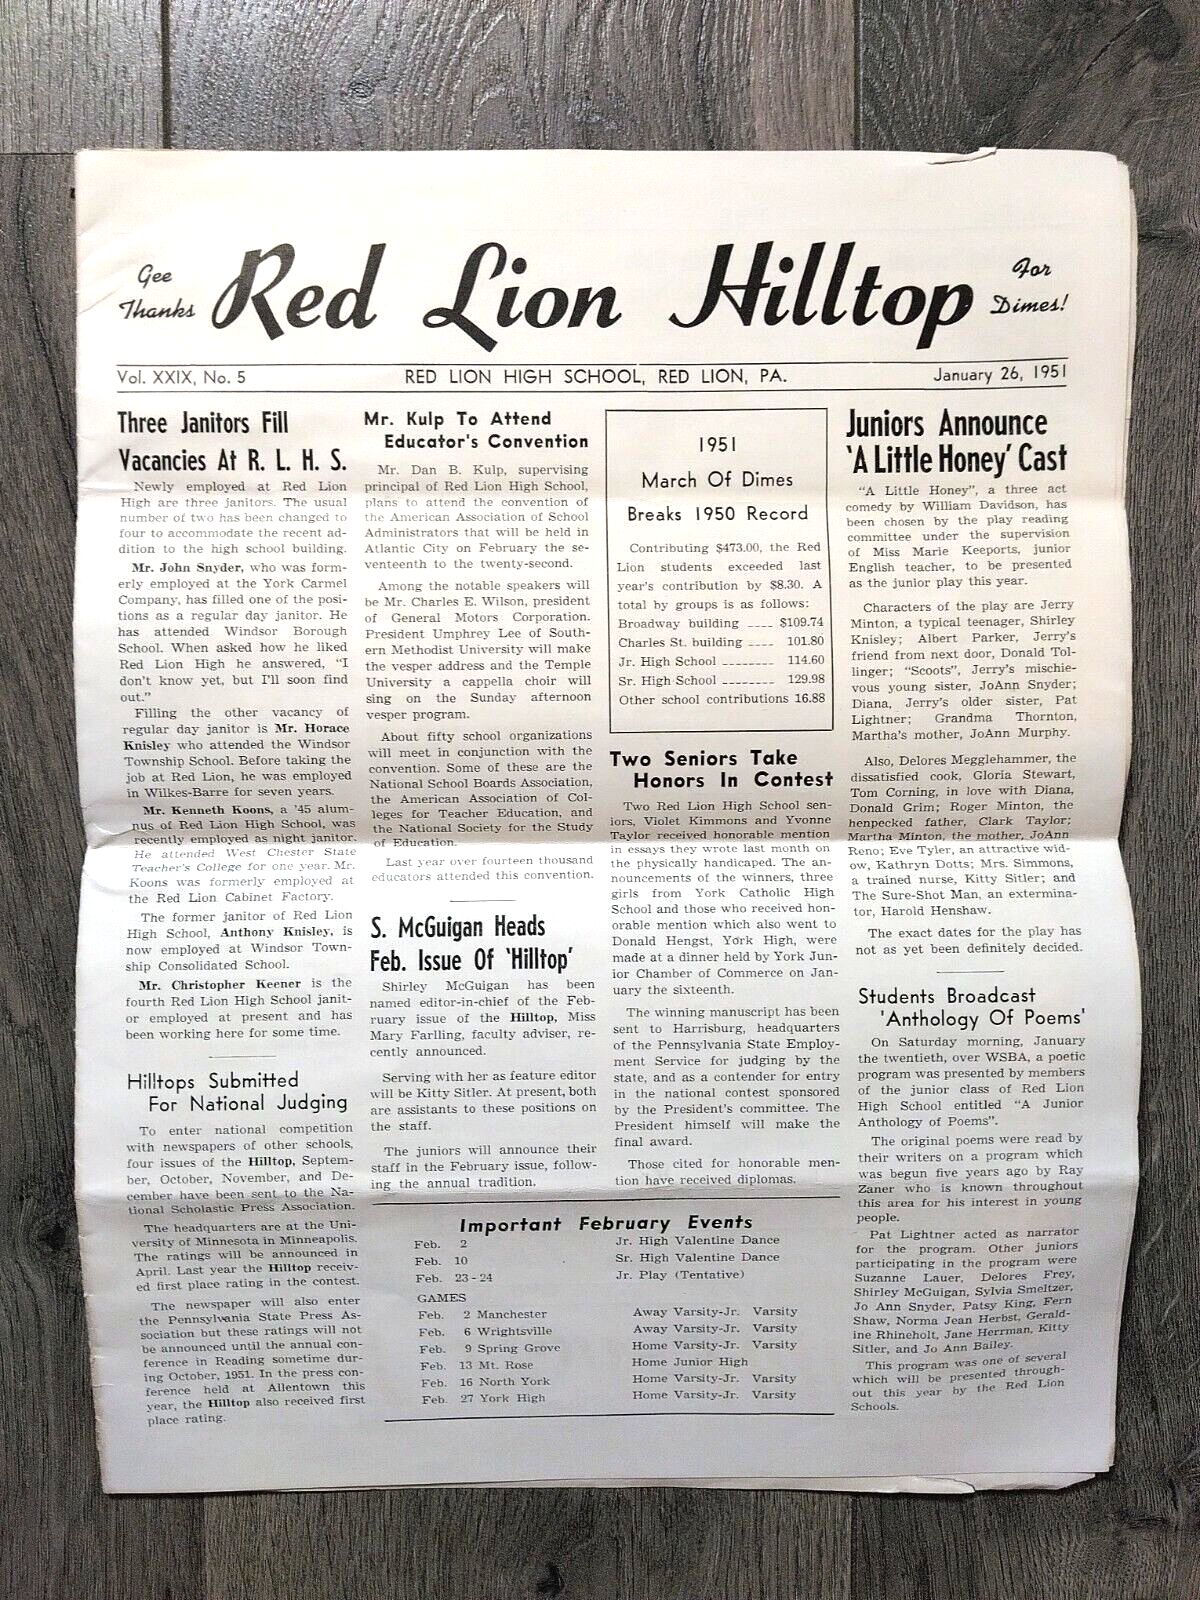 Gee
Thanks
Red Lion Hilltop
For
Dimes!
Vol. XXIX, No. 5
RED LION HIGH SCHOOL, RED LION, PA.
January 26, 1951
Three Janitors Fill
Vacancies At R. L. H. S.
Newly employed at Red Lion
High are three janitors. The usual
number of two has been changed to
four to accommodate the recent ad-
dition to the high school building.
Mr. John Snyder, who was form-
erly employed at the York Carmel
Company, has filled one of the posi-
tions as a regular day janitor. He
has attended Windsor Borough
School. When asked how he liked
Red Lion High he answered, "I
don't know yet, but I'll soon find
out."
Filling the other vacancy of
regular day janitor is Mr. Horace
Knisley who attended the Windsor
Township School. Before taking the
job at Red Lion, he was employed
in Wilkes-Barre for seven years.
Mr. Kenneth Koons, a '45 alum-
nus of Red Lion High School, was
recently employed as night janitor.
He attended West Chester State
Teacher's College for one year. Mr.
Koons was formerly employed at
the Red Lion Cabinet Factory.
The former janitor of Red Lion
High School, Anthony Knisley, is
now employed at Windsor Town-
ship Consolidated School.
Mr. Christopher Keener is the
fourth Red Lion High School janit-
or employed at present and has
been working here for some time.
Hilltops Submitted
For National Judging
To enter national competition
with newspapers of other schools,
four issues of the Hilltop, Septem-
ber, October, November, and De-
cember have been sent to the Na-
tional Scholastic Press Association.
The headquarters are at the Uni-
versity of Minnesota in Minneapolis.
The ratings will be announced in
April. Last year the Hilltop receiv-
ed first place rating in the contest.
The newspaper will also enter
the Pennsylvania State Press As-
sociation but these ratings will not
be announced until the annual con-
ference in Reading sometime dur-
ing October, 1951. In the press con-
ference held at Allentown this
year, the Hilltop also received first
place rating.
Mr. Kulp To Attend
Educator's Convention
Mr. Dan B. Kulp, supervising
principal of Red Lion High School,
plans to attend the convention of
the American Association of School
Administrators that will be held in
Atlantic City on February the se-
venteenth to the twenty-second.
Among the notable speakers will
be Mr. Charles E. Wilson, president
of General Motors Corporation.
President Umphrey Lee of South-
ern Methodist University will make
the vesper address and the Temple
University a cappella choir will
sing on the Sunday afternoon
vesper program.
About fifty school organizations
will meet in conjunction with the
convention. Some of these are the
National School Boards Association,
the American Association of Col-
leges for Teacher Education, and
the National Society for the Study
of Education.
Last year over fourteen thousand
educators attended this convention.
S. McGuigan Heads
Feb. Issue Of 'Hilltop'
Shirley McGuigan has been
named editor-in-chief of the Feb-
ruary issue of the Hilltop, Miss
Mary Farlling, faculty adviser, re-
cently announced.
Serving with her as feature editor
will be Kitty Sitler. At present, both
are assistants to these positions on
the staff.
The juniors will announce their
staff in the February issue, follow-
ing the annual tradition.
1951
March Of Dimes
Breaks 1950 Record
Contributing $473.00, the Red
Lion students exceeded last
year's contribution by $8.30. A
total by groups is as follows:
Broadway building ---- $109.74
Charles St. building ---- 101.80
Jr. High School -------- 114.60
Sr. High School -------- 129.98
Other school contributions 16.88
Two Seniors Take
Honors In Contest
Two Red Lion High School sen-
iors, Violet Kimmons and Yvonne
Taylor received honorable mention
in essays they wrote last month on
the physically handicaped. The an-
nouncements of the winners, three
girls from York Catholic High
School and those who received hon-
orable mention which also went to
Donald Hengst, York High, were
made at a dinner held by York Jun-
ior Chamber of Commerce on Jan-
uary the sixteenth.
The winning manuscript has been
sent to Harrisburg, headquarters
of the Pennsylvania State Employ-
ment Service for judging by the
state, and as a contender for entry
in the national contest sponsored
by the President's committee. The
President himself will make the
final award.
Those cited for honorable men-
tion have received diplomas.
Juniors Announce
'A Little Honey' Cast
"A Little Honey", a three act
comedy by William Davidson, has
been chosen by the play reading
committee under the supervision
of Miss Marie Keeports, junior
English teacher, to be presented
as the junior play this year.
Characters of the play are Jerry
Minton, a typical teenager, Shirley
Knisley; Albert Parker, Jerry's
friend from next door, Donald Tol-
linger; "Scoots", Jerry's mischie-
vous young sister, JoAnn Snyder;
Diana, Jerry's older sister, Pat
Lightner; Grandma Thornton,
Martha's mother, JoAnn Murphy.
Also, Delores Megglehammer, the
dissatisfied cook, Gloria Stewart,
Tom Corning, in love with Diana,
Donald Grim; Roger Minton, the
henpecked father, Clark Taylor;
Martha Minton, the mother, JoAnn
Reno; Eve Tyler, an attractive wid-
ow, Kathryn Dotts; Mrs. Simmons,
a trained nurse, Kitty Sitler; and
The Sure-Shot Man, an extermina-
tor, Harold Henshaw.
The exact dates for the play has
not as yet been definitely decided.
Students Broadcast
'Anthology Of Poems'
On Saturday morning, January
the twentieth, over WSBA, a poetic
program was presented by members
of the junior class of Red Lion
High School entitled "A Junior
Anthology of Poems".
The original poems were read by
their writers on a program which
was begun five years ago by Ray
Zaner who is known throughout
this area for his interest in young
people.
Pat Lightner acted as narrator
for the program. Other juniors
participating in the program were
Suzanne Lauer, Delores Frey,
Shirley McGuigan, Sylvia Smeltzer,
Jo Ann Snyder, Patsy King, Fern
Shaw, Norma Jean Herbst, Gerald-
ine Rhineholt, Jane Herrman, Kitty
Sitler, and Jo Ann Bailey.
This program was one of several
which will be presented through-
out this year by the Red Lion
Schools.
Important February Events
Feb. 2 Jr. High Valentine Dance
Feb. 10 Sr. High Valentine Dance
Feb. 23-24 Jr. Play (Tentative)
GAMES
Feb. 2 Manchester Away Varsity-Jr. Varsity
Feb. 6 Wrightsville Away Varsity-Jr. Varsity
Feb. 9 Spring Grove Home Varsity-Jr. Varsity
Feb. 13 Mt. Rose Home Junior High
Feb. 16 North York Home Varsity-Jr. Varsity
Feb. 27 York High Home Varsity-Jr. Varsity